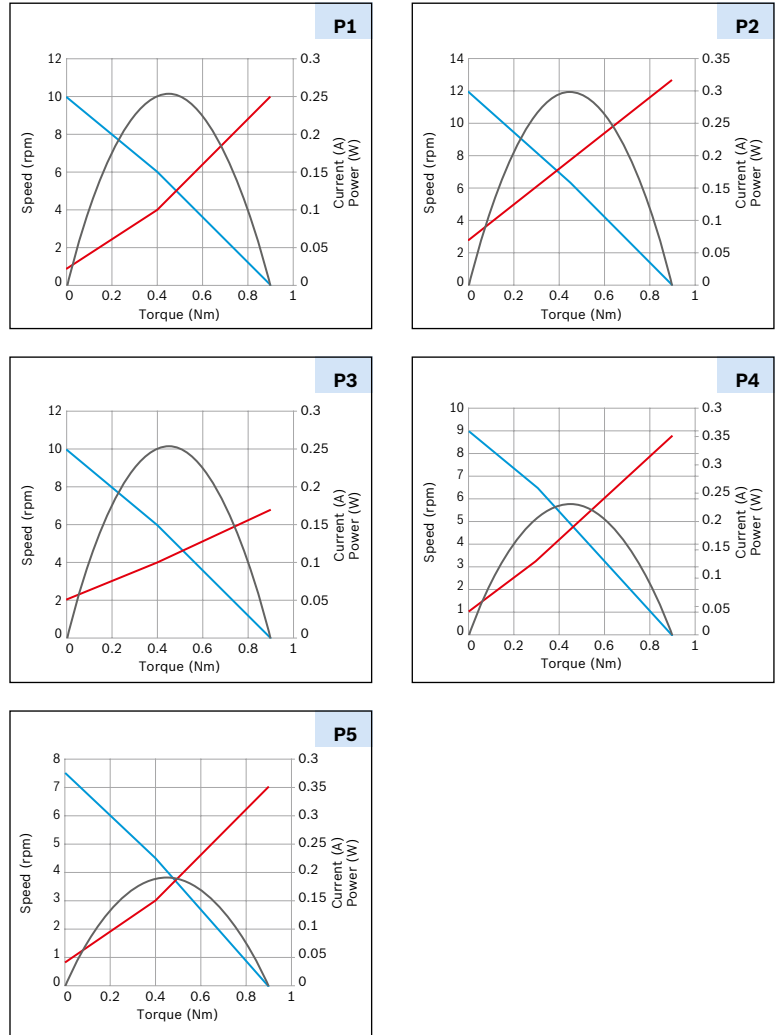 P1
12
10
8
6
4
2
0
Speed (rpm)
0.3
0.25
0.2
0.15
0.1
0.05
0
Current (A)
Power (W)
0 0.2 0.4 0.6 0.8 1
Torque (Nm)
P2
14
12
10
8
6
4
2
0
Speed (rpm)
0.35
0.3
0.25
0.2
0.15
0.1
0.05
0
Current (A)
Power (W)
0 0.2 0.4 0.6 0.8 1
Torque (Nm)
P3
12
10
8
6
4
2
0
Speed (rpm)
0.3
0.25
0.2
0.15
0.1
0.05
0
Current (A)
Power (W)
0 0.2 0.4 0.6 0.8 1
Torque (Nm)
P4
10
9
8
7
6
5
4
3
2
1
0
Speed (rpm)
0.3
0.35
0.3
0.25
0.2
0.15
0.1
0.05
0
Current (A)
Power (W)
0 0.2 0.4 0.6 0.8 1
Torque (Nm)
P5
8
7
6
5
4
3
2
1
0
Speed (rpm)
0.3
0.35
0.3
0.25
0.2
0.15
0.1
0.05
0
Current (A)
Power (W)
0 0.2 0.4 0.6 0.8 1
Torque (Nm)